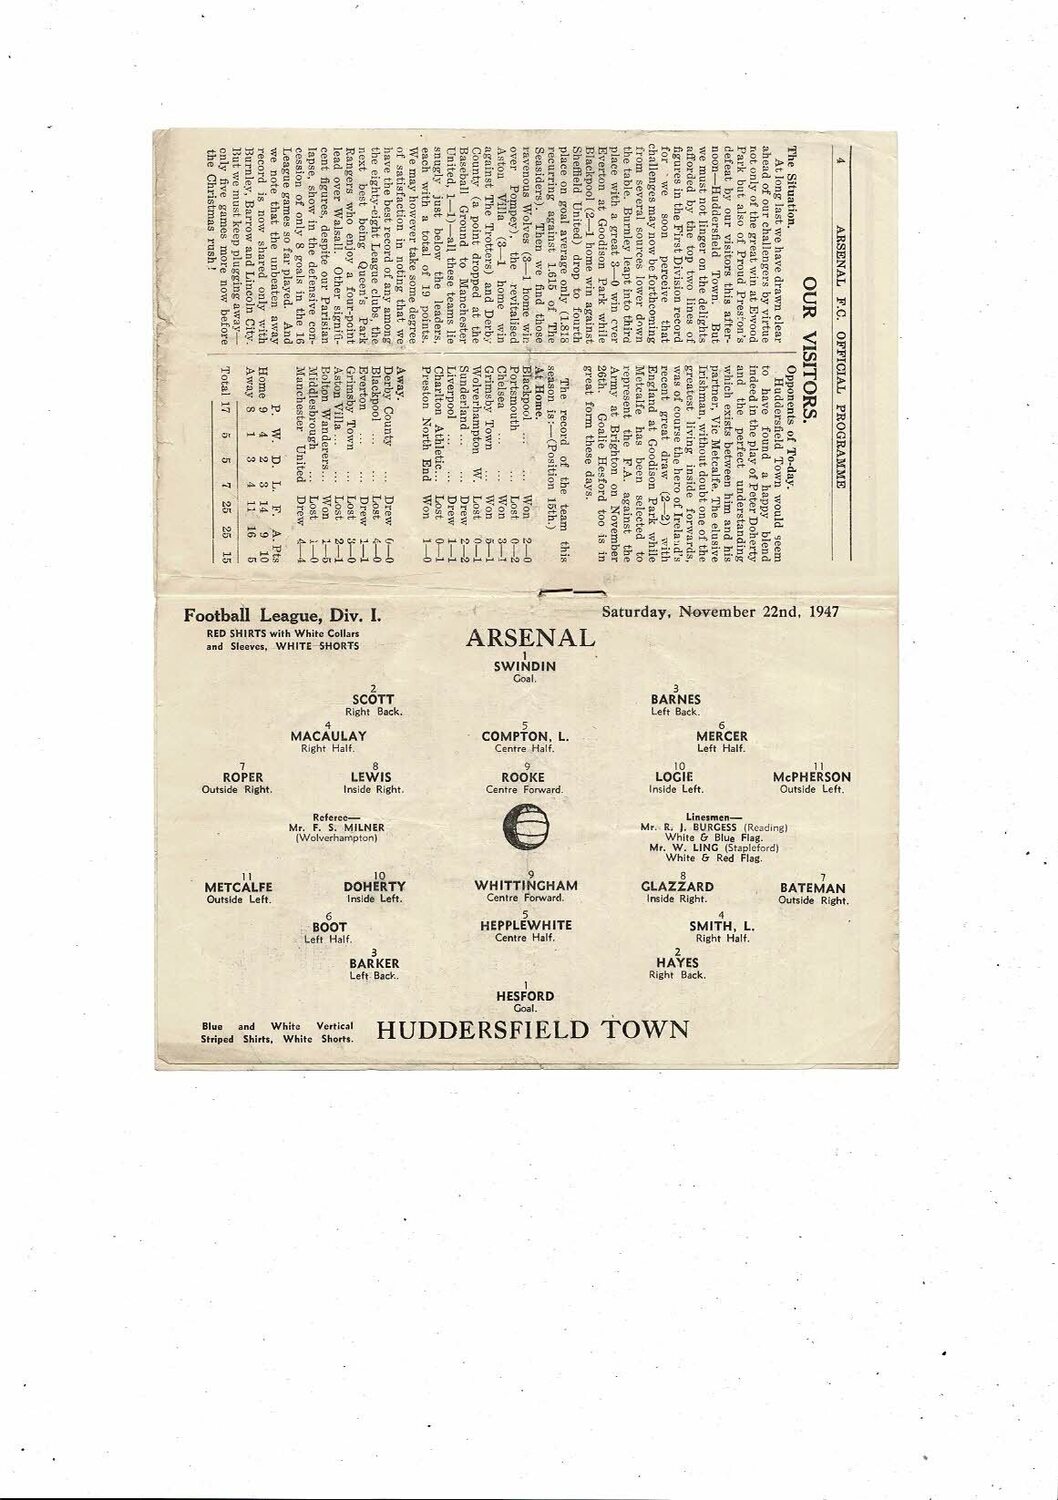 4 ARSENAL F.C. OFFICIAL PROGRAMME
OUR VISITORS.
The Situation.
At long last we have drawn clear
ahead of our challengers by virtue
not only of the great win at Ewood
Park but also of Proud Preston's
defeat by our visitors this after-
noon—Huddersfield Town. But
we must not linger on the delights
afforded by the top two lines of
figures in the First Division record
for we soon perceive that
challenges may now be forthcoming
from several sources lower down
the table. Burnley leapt into third
place with a great 3—0 win over
Everton at Goodison Park while
Blackpool (2—1 home win against
Sheffield United) drop to fourth
place on goal average only (1.818
recurring against 1.615 of The
Seasiders). Then we find those
ravenous Wolves (3—1 home win
over Pompey), the revitalised
Aston Villa (3—1 home win
against The Trotters) and Derby
County (a point dropped at the
Baseball Ground to Manchester
United 1—1)—all these teams lie
snugly just below the leaders,
each with a total of 19 points.
We may however take some degree
of satisfaction in noting that we
have the best record of any among
the eighty-eight League clubs, the
next best being Queen's Park
Rangers who enjoy a four-point
lead over Walsall. Other signifi-
cent figures, despite our Parisian
lapse, show in the defensive con-
cession of only 8 goals in the 16
League games so far played. And
we note that the unbeaten away
record is now shared only with
Burnley, Barrow and Lincoln City.
But we must keep plugging away—
only five games more now before
the Christmas rush!
Opponents of To-day.
Huddersfield Town would seem
to have found a happy blend
indeed in the play of Peter Doherty
and the perfect understanding
which exists between him and his
partner, Vic Metcalfe. The elusive
Irishman, without doubt one of the
greatest living inside forwards,
was of course the hero of Ireland's
recent great draw (2—2) with
England at Goodison Park while
Metcalfe has been selected to
represent the F.A. against the
Army at Brighton on November
26th. Goalie Hesford too is in
great form these days.
The record of the team this
season is:—(Position 15th.)
At Home.
Blackpool ... ... Won 2—0
Portsmouth ... Lost 0—2
Chelsea ... ... Won 3—1
Grimsby Town ... Won 5—1
Wolverhampton W. Lost 0—1
Sunderland ... ... Drew 2—2
Liverpool ... ... Drew 1—1
Charlton Athletic... Lost 0—1
Preston North End Won 1—0
Away.
Derby County ... Drew
Blackpool ... ... Lost 4—0
Everton ... ... Drew 1—1
Grimsby Town ... Lost 3—0
Aston Villa ... ... Lost 2—1
Bolton Wanderers... Won 1—5
Middlesbrough ... Lost
Manchester United Drew 4—4
P. W. D. L. F. A. Pts
Home 9 4 2 3 14 9 10
Away 8 1 3 4 11 16 5
Total 17 5 5 7 25 25 15
Football League, Div. I.
Saturday, November 22nd, 1947
RED SHIRTS with White Collars
and Sleeves, WHITE SHORTS
ARSENAL
1
SWINDIN
Goal.
2 3
SCOTT BARNES
Right Back. Left Back.
4 5 6
MACAULAY COMPTON, L. MERCER
Right Half. Centre Half. Left Half.
7 8 9 10 11
ROPER LEWIS ROOKE LOGIE McPHERSON
Outside Right. Inside Right. Centre Forward. Inside Left. Outside Left.
Referee—
Mr. F. S. MILNER
(Wolverhampton)
Linesmen—
Mr. R. J. BURGESS (Reading)
White & Blue Flag.
Mr. W. LING (Stapleford)
White & Red Flag.
11 10 9 8 7
METCALFE DOHERTY WHITTINGHAM GLAZZARD BATEMAN
Outside Left. Inside Left. Centre Forward. Inside Right. Outside Right.
6 5 4
BOOT HEPPLEWHITE SMITH, L.
Left Half. Centre Half. Right Half.
3 2
BARKER HAYES
Left Back. Right Back.
1
HESFORD
Goal.
Blue and White Vertical
Striped Shirts, White Shorts.
HUDDERSFIELD TOWN